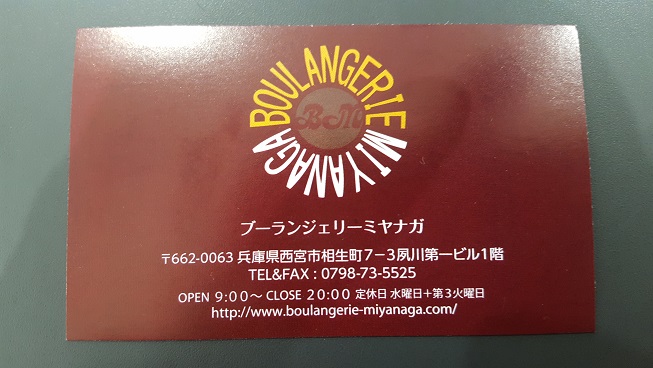 BOULANGERIE
MIYANAGA
BM
ブーランジェリーミヤナガ
〒662-0063 兵庫県西宮市相生町7-3夙川第一ビル1階
TEL&FAX : 0798-73-5525
OPEN 9:00～ CLOSE 20:00 定休日 水曜日+第3火曜日
http://www.boulangerie-miyanaga.com/